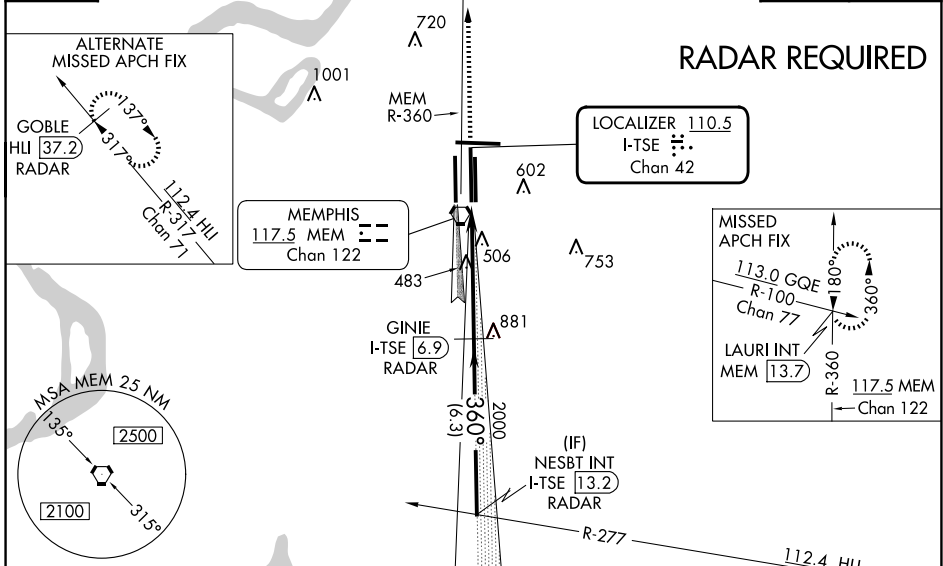 720
ALTERNATE
MISSED APCH FIX
RADAR REQUIRED
1001
MEM
R-360
137°
GOBLE
HLI 37.2
RADAR
317°
112.4 HLI
R-317
Chan 71
LOCALIZER 110.5
I-TSE
Chan 42
602
MEMPHIS
117.5 MEM
Chan 122
506
753
483
MISSED
APCH FIX
113.0 GQE
R-100
Chan 77
180°
360°
LAURI INT
MEM 13.7
R-360
117.5 MEM
Chan 122
GINIE
I-TSE 6.9
RADAR
881
MSA MEM 25 NM
135°
2500
2100
315°
360°
(6.3)
2000
(IF)
NESBT INT
I-TSE 13.2
RADAR
R-277
112.4 HLI